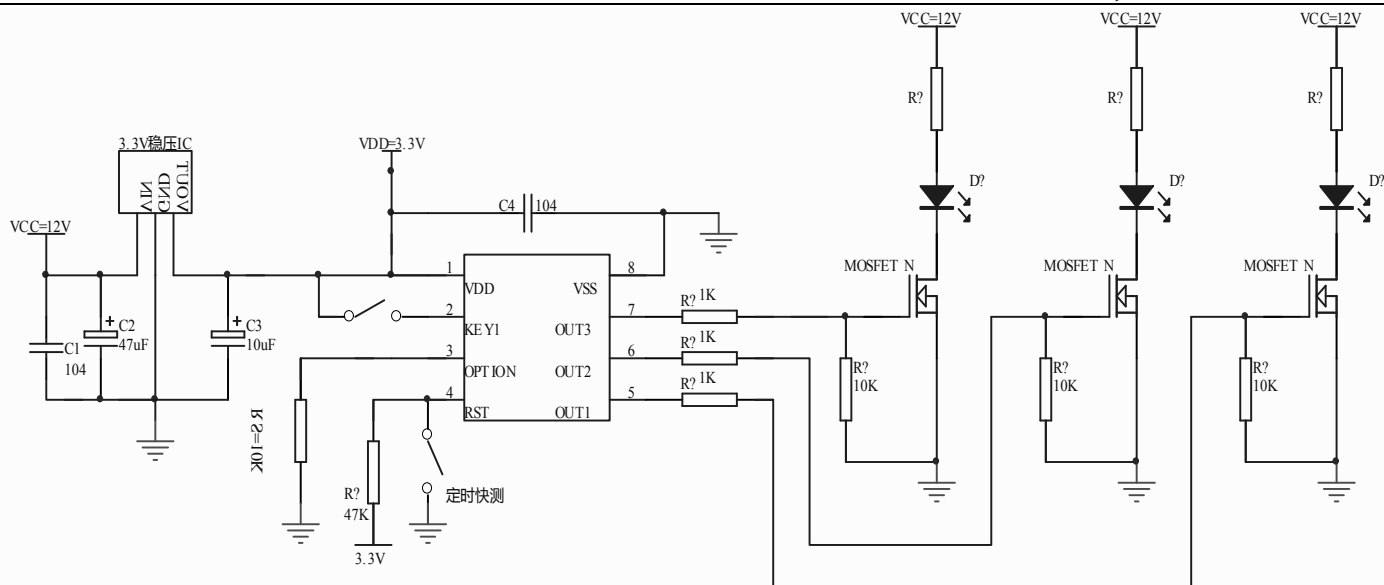 VCC=12V
VCC=12V
VCC=12V
R?
R?
R?
3.3V稳压IC
VDD=3.3V
VIN
GND
VOUT
D?
D?
D?
C4
104
VCC=12V
MOSFET N
MOSFET N
MOSFET N
1
8
VDD
VSS
R? 1K
2
7
KEY1
OUT3
C2
47uF
C3
10uF
C1
104
R? 1K
3
6
OPTION
OUT2
R?
10K
R?
10K
R?
10K
R? 1K
4
5
RST
OUT1
RS=10K
R?
47K
定时快测
3.3V